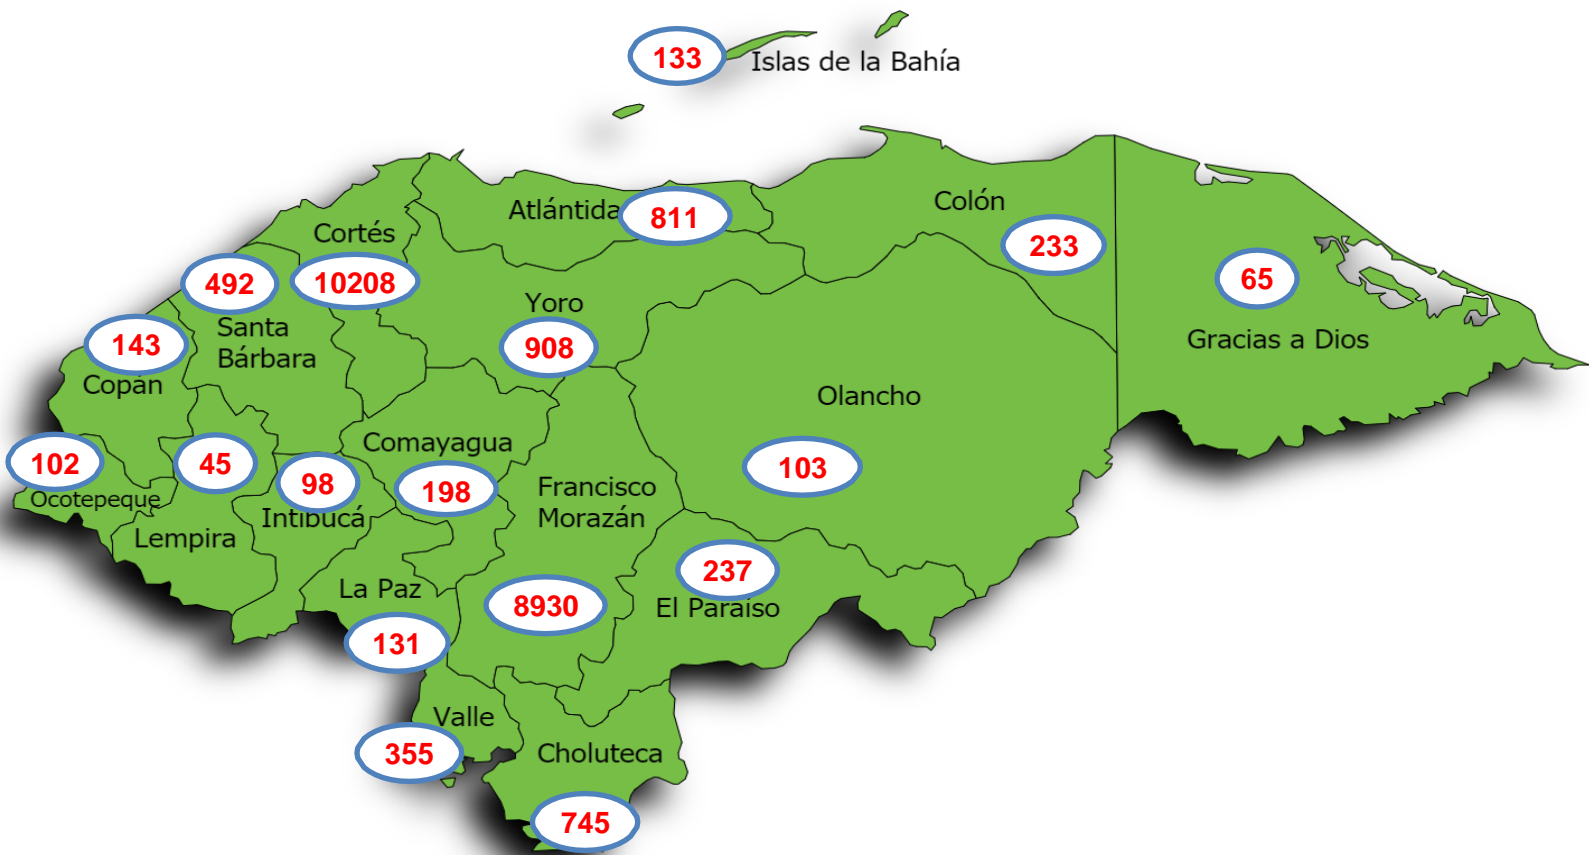 133
Islas de la Bahía
Atlántida
811
Colón
233
Cortés
10208
492
Santa
Bárbara
Yoro
908
65
Gracias a Dios
143
Copán
Olancho
103
Comayagua
198
102
Ocotepeque
45
Lempira
98
Intibucá
Francisco
Morazán
8930
237
El Paraíso
La Paz
131
Valle
355
Choluteca
745